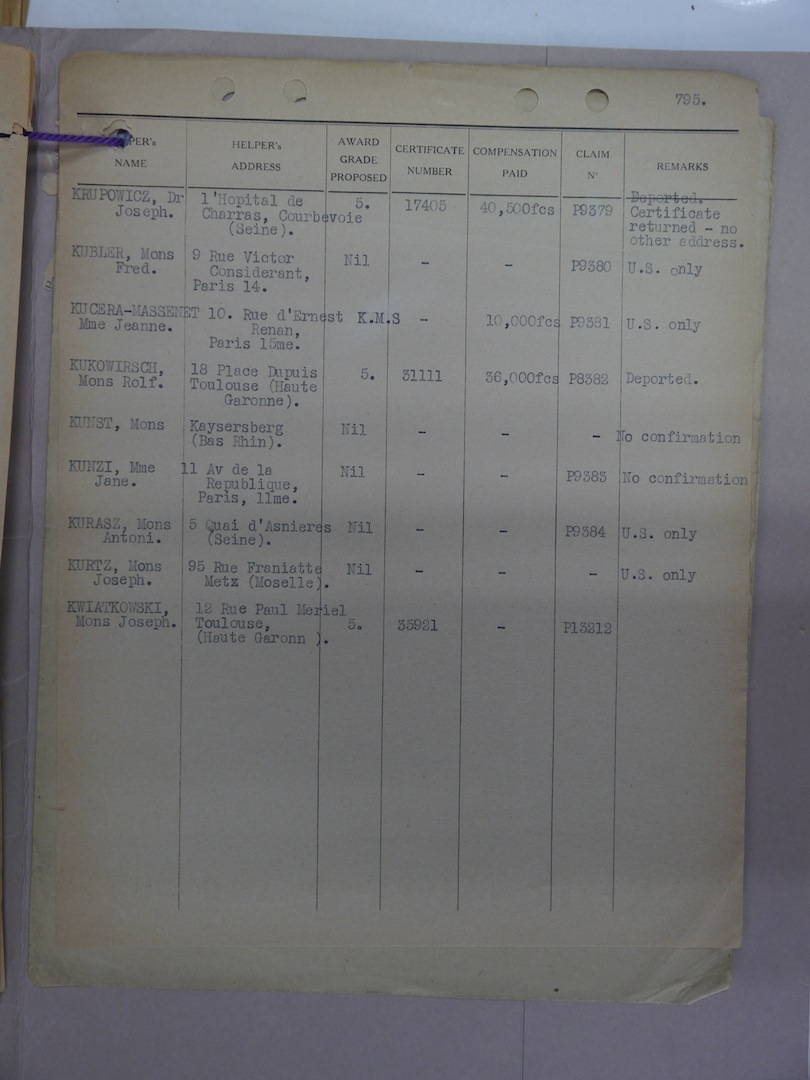 795.
HELPER's NAME HELPER's ADDRESS AWARD GRADE PROPOSED CERTIFICATE NUMBER COMPENSATION PAID CLAIM Nº REMARKS
KRUPOWICZ, Dr l'Hopital de 5. 17405 40,500fcs P9379 Deported.
Joseph. Charras, Courbevoie Certificate
(Seine). returned - no
other address.
KUBLER, Mons 9 Rue Victor Nil - - P9380 U.S. only
Fred. Considerant,
Paris 14.
KUCERA-MASSENET 10. Rue d'Ernest K.M.S - 10,000fcs P9381 U.S. only
Mme Jeanne. Renan,
Paris 15me.
KUKOWIRSCH, 18 Place Dupuis 5. 31111 36,000fcs P8382 Deported.
Mons Rolf. Toulouse (Haute
Garonne).
KUNST, Mons Kaysersberg Nil - - - No confirmation
(Bas Rhin).
KUNZI, Mme 11 Av de la Nil - - P9383 No confirmation
Jane. Republique,
Paris, 11me.
KURASZ, Mons 5 Quai d'Asnieres Nil - - P9384 U.S. only
Antoni. (Seine).
KURTZ, Mons 95 Rue Franiatte Nil - - - U.S. only
Joseph. Metz (Moselle).
KWIATKOWSKI, 12 Rue Paul Meriel 5. 35921 - P13212
Mons Joseph. Toulouse,
(Haute Garonn ).